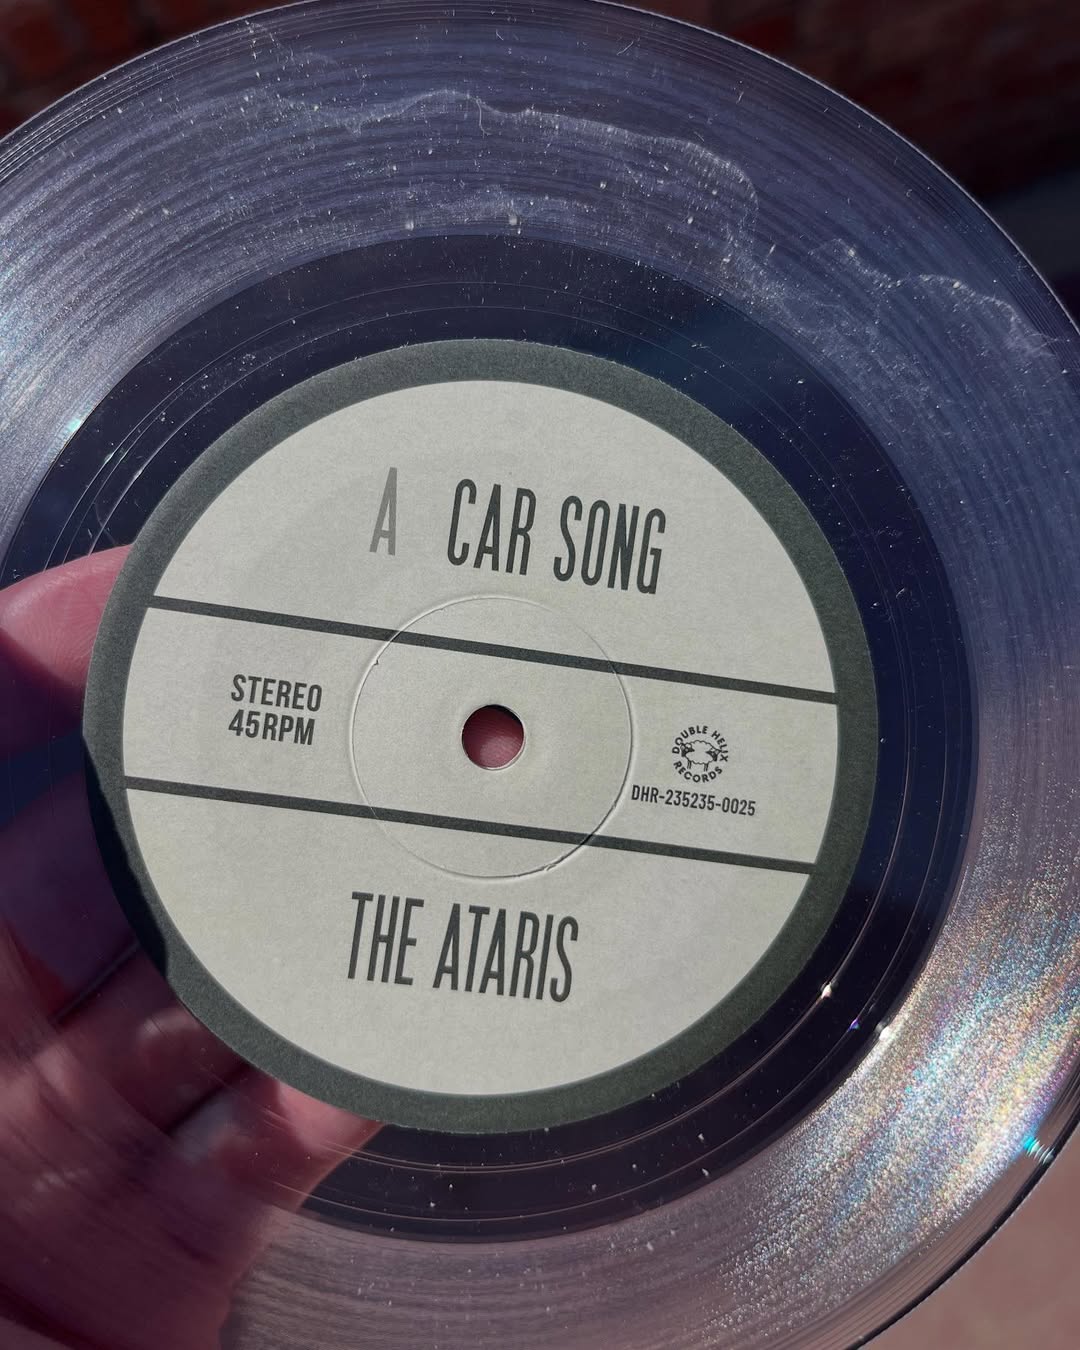 A CAR SONG
STEREO
45RPM
DOUBLE HELIX
RECORDS
DHR-235235-0025
THE ATARIS